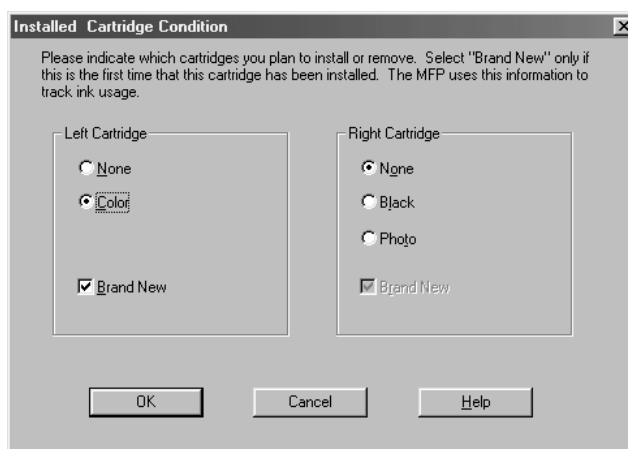 Installed Cartridge Condition
Please indicate which cartridges you plan to install or remove. Select "Brand New" only if
this is the first time that this cartridge has been installed. The MFP uses this information to
track ink usage.
Left Cartridge
None
Color
Brand New
Right Cartridge
None
Black
Photo
Brand New
OK
Cancel
Help